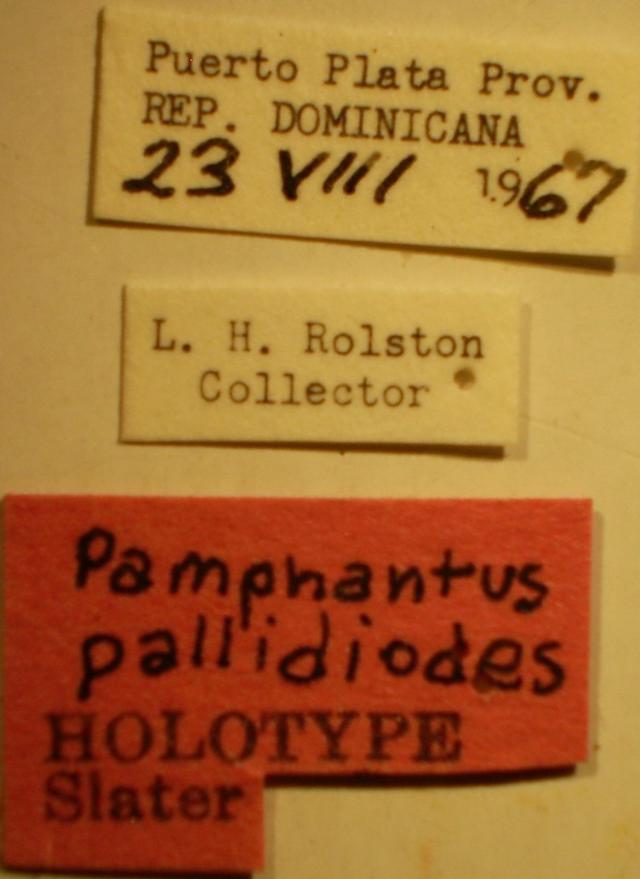 Puerto Plata Prov.
REP. DOMINICANA
23 VIII 1967
L. H. Rolston
Collector
Pamphantus
pallidiodes
HOLOTYPE
Slater